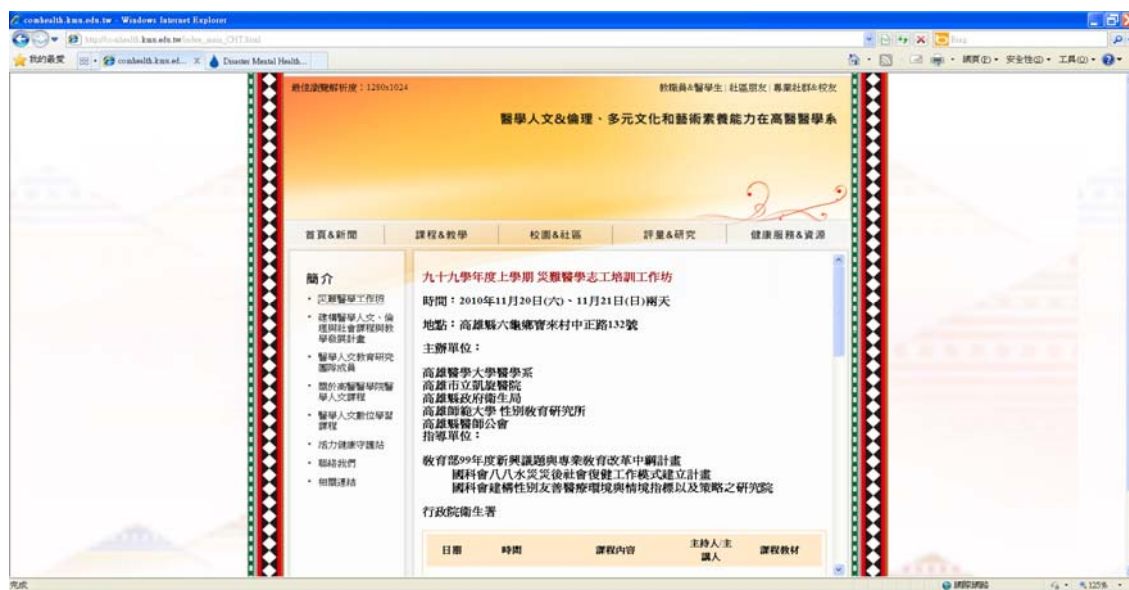 comhealth.kmu.edu.tw - Windows Internet Explorer
我的最愛
comhealth.kmu.ed...
Disaster Mental Health...
網頁(P)
安全性(S)
工具(O)
最佳瀏覽解析度：1280x1024
教職員&醫學生|社區朋友|專業社群&校友
醫學人文&倫理、多元文化和藝術素養能力在高醫醫學系
首頁&新聞
課程&教學
校園&社區
評量&研究
健康服務&資源
簡介
災難醫學工作坊
建構醫學人文、倫
理與社會課程與教
學發展計畫
醫學人文教育研究
團隊成員
關於高醫醫學院醫
學人文課程
醫學人文數位學習
課程
活力健康守護站
聯絡我們
相關連結
九十九學年度上學期 災難醫學志工培訓工作坊
時間：2010年11月20日(六)、11月21日(日)兩天
地點：高雄縣六龜鄉寶來村中正路132號
主辦單位：
高雄醫學大學醫學系
高雄市立凱旋醫院
高雄縣政府衛生局
高雄師範大學 性別教育研究所
高雄縣醫師公會
指導單位：
教育部99年度新興議題與專業教育改革中綱計畫
國科會八八水災災後社會復健工作模式建立計畫
國科會建構性別友善醫療環境與情境指標以及策略之研究院
行政院衛生署
日期
時間
課程內容
主持人/主
講人
課程教材
完成
網際網路
125%